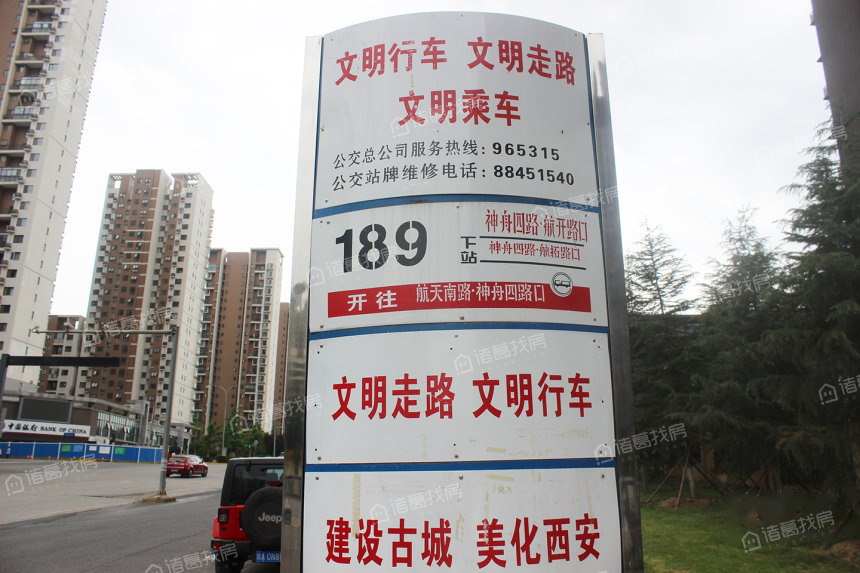 文明行车 文明走路
文明乘车
公交总公司服务热线:965315
公交站牌维修电话:88451540
189
下站
神舟四路·航开路口
神舟四路·航拓路口
开往 航天南路·神舟四路口
文明走路 文明行车
建设古城 美化西安
中国银行 BANK OF CHINA
Jeep
诸葛找房